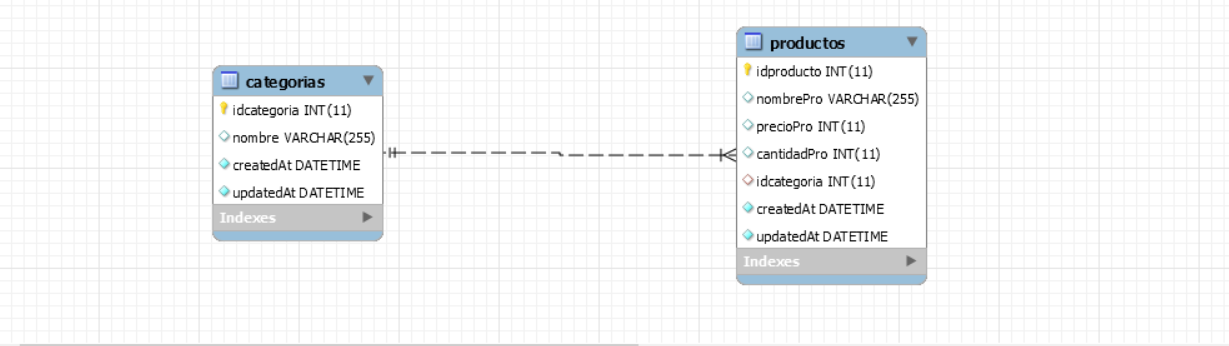 categorias
idcategoria INT(11)
nombre VARCHAR(255)
createdAt DATETIME
updatedAt DATETIME
Indexes
productos
idproducto INT(11)
nombrePro VARCHAR(255)
precioPro INT(11)
cantidadPro INT(11)
idcategoria INT(11)
createdAt DATETIME
updatedAt DATETIME
Indexes